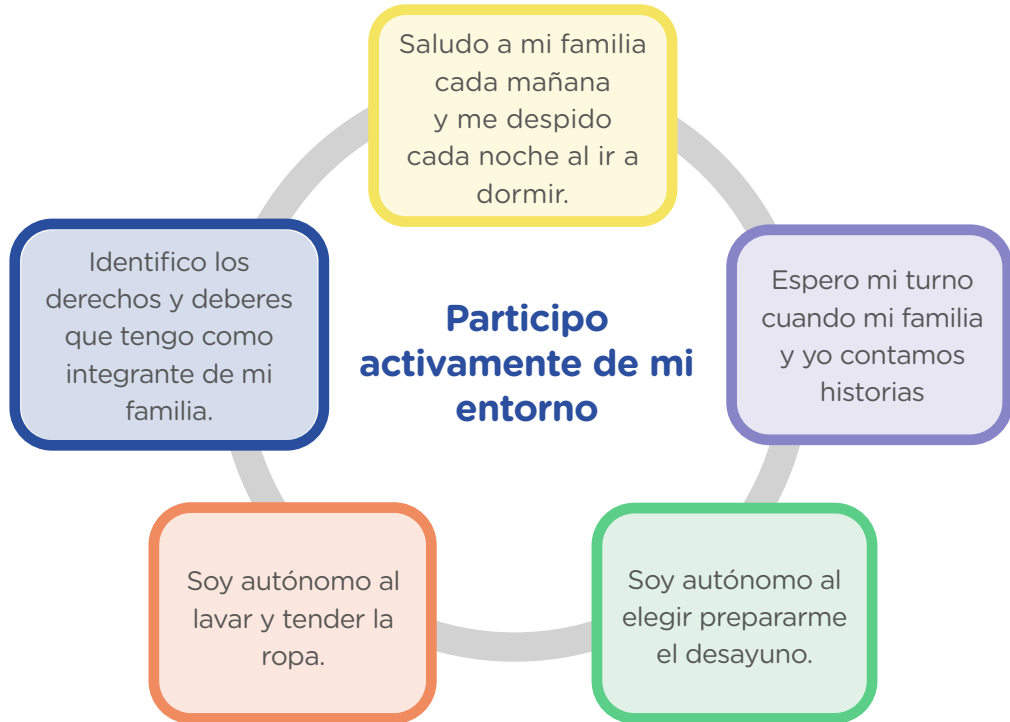 Saludo a mi familia
cada mañana
y me despido
cada noche al ir a
dormir.
Identifico los
derechos y deberes
que tengo como
integrante de mi
familia.
Participo
activamente de mi
entorno
Espero mi turno
cuando mi familia
y yo contamos
historias
Soy autónomo al
lavar y tender la
ropa.
Soy autónomo al
elegir prepararme
el desayuno.